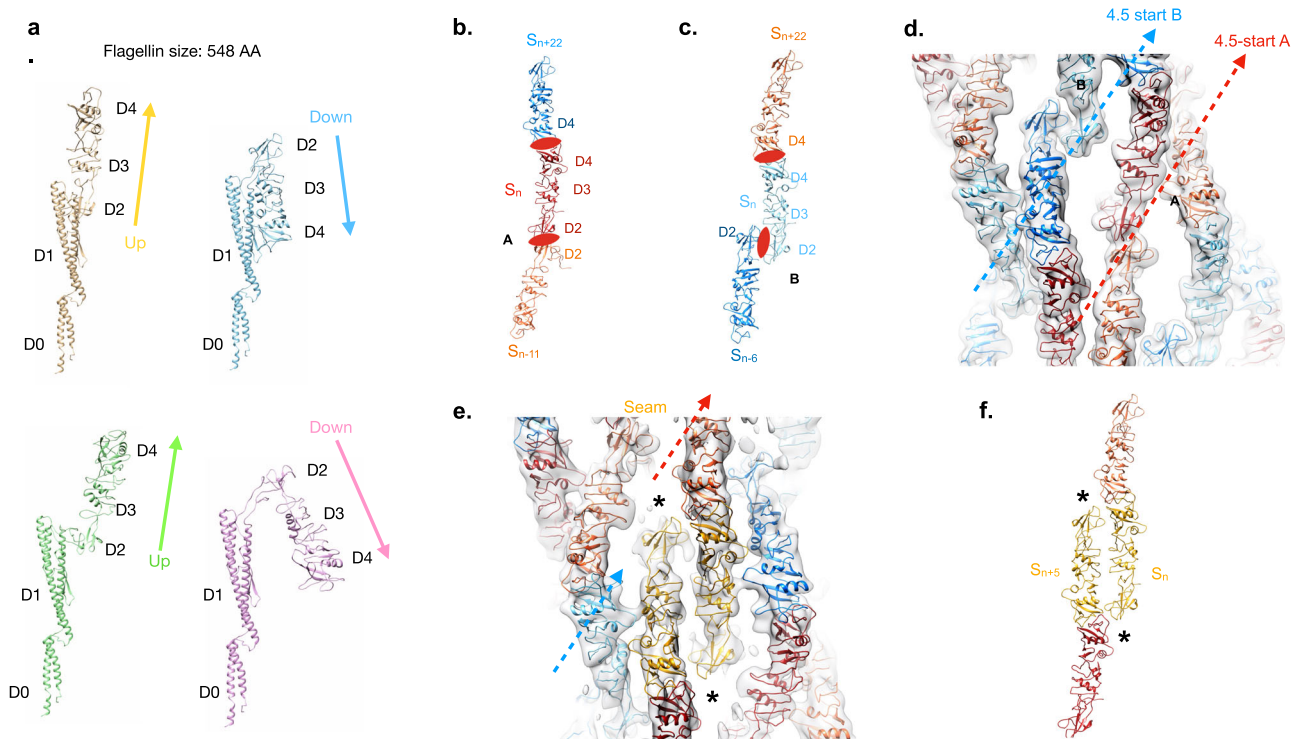 a
.
Flagellin size: 548 AA
D4
D3
D2
D1
D0
Up
Down
D2
D3
D4
D1
D0
D4
D3
D2
D1
D0
Up
Down
D2
D3
D4
D1
D0
b.
Sn+22
D4
D4
Sn
D3
D2
A
D2
Sn-11
c.
Sn+22
D4
D4
Sn
D3
D2
D2
B
Sn-6
d.
4.5 start B
4.5-start A
B
A
e.
Seam
*
*
f.
*
Sn+5
Sn
*